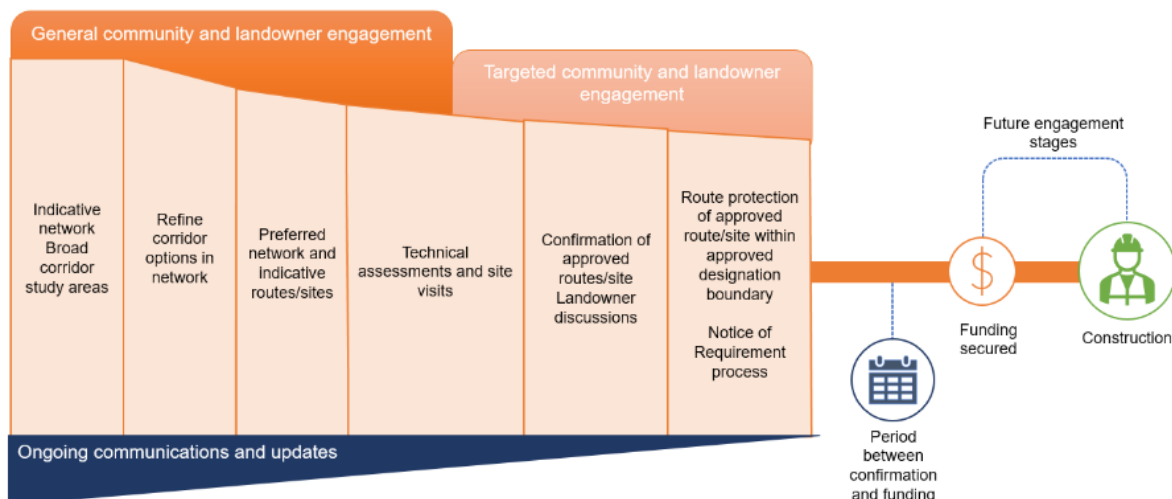 General community and landowner engagement
Targeted community and landowner
engagement
Indicative
network
Broad
corridor
study areas
Refine
corridor
options in
network
Preferred
network and
indicative
routes/sites
Technical
assessments and site
visits
Confirmation of
approved
routes/site
Landowner
discussions
Route protection
of approved
route/site within
approved
designation
boundary
Notice of
Requirement
process
Future engagement
stages
$
Funding
secured
Construction
Period
between
confirmation
and funding
Ongoing communications and updates